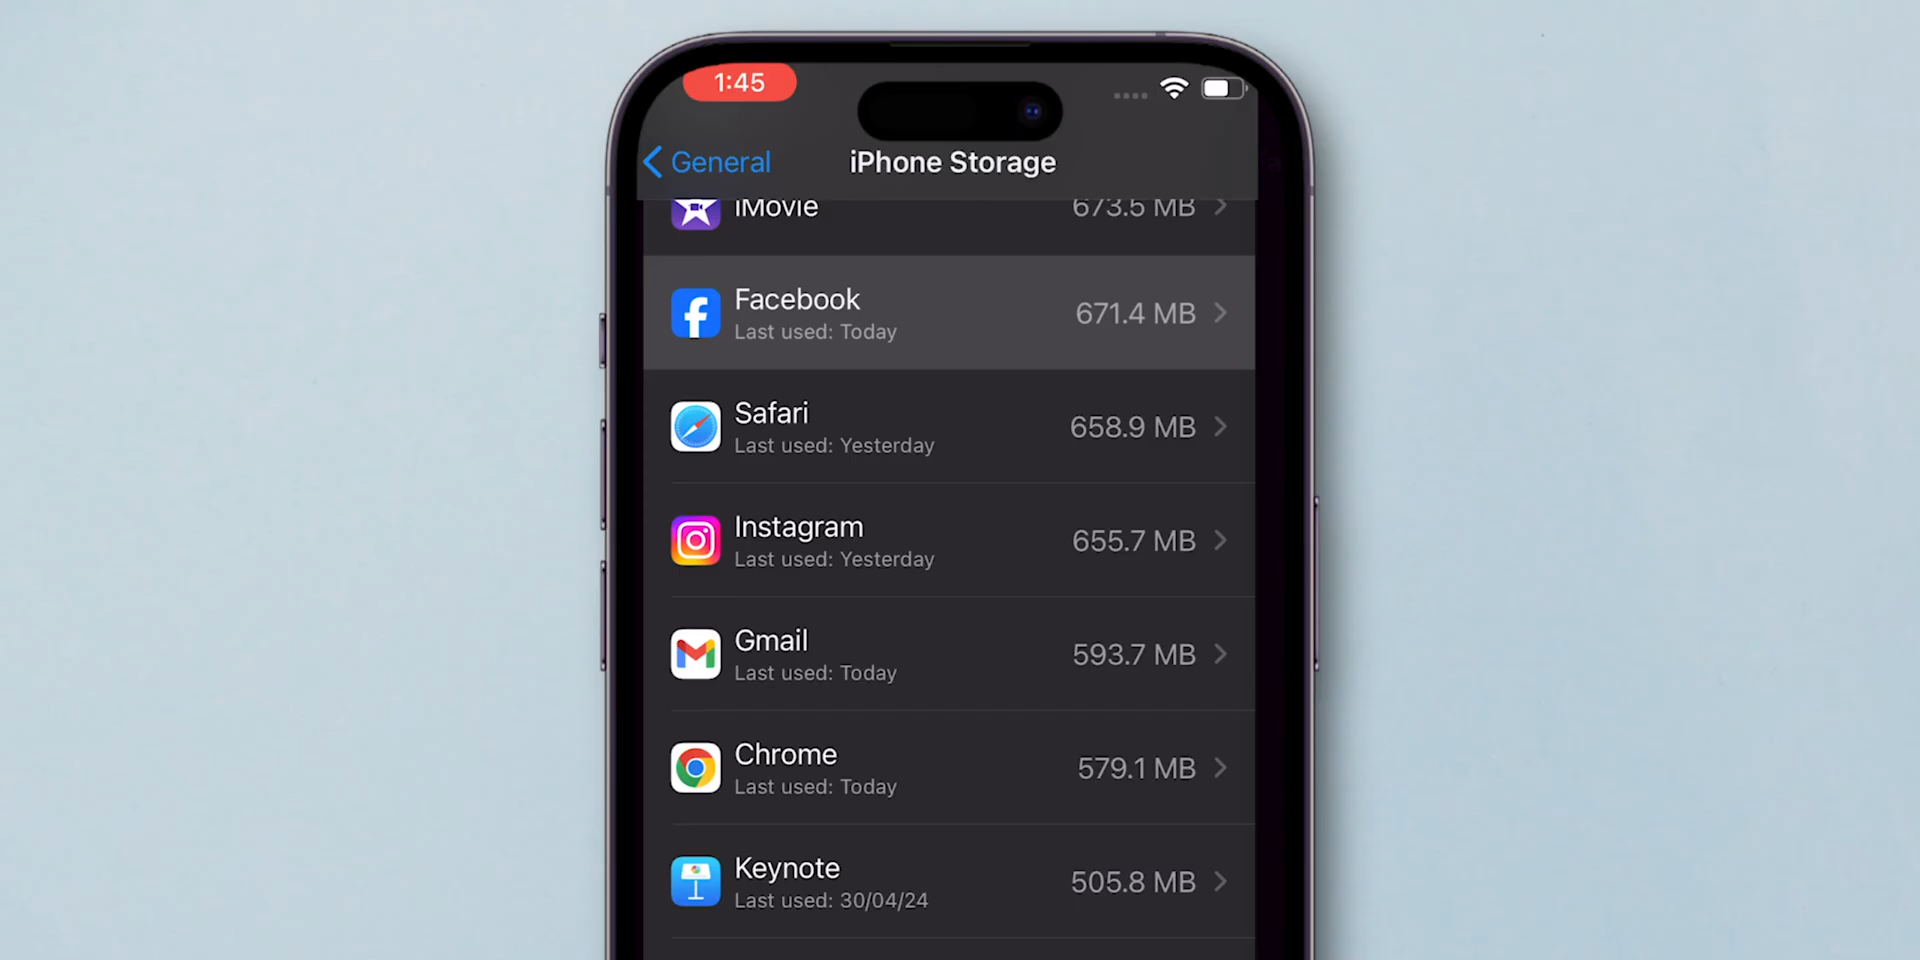 1:45
General
iPhone Storage
iMovie
673.5 MB
Facebook
671.4 MB
Last used: Today
Safari
658.9 MB
Last used: Yesterday
Instagram
655.7 MB
Last used: Yesterday
Gmail
593.7 MB
Last used: Today
Chrome
579.1 MB
Last used: Today
Keynote
505.8 MB
Last used: 30/04/24